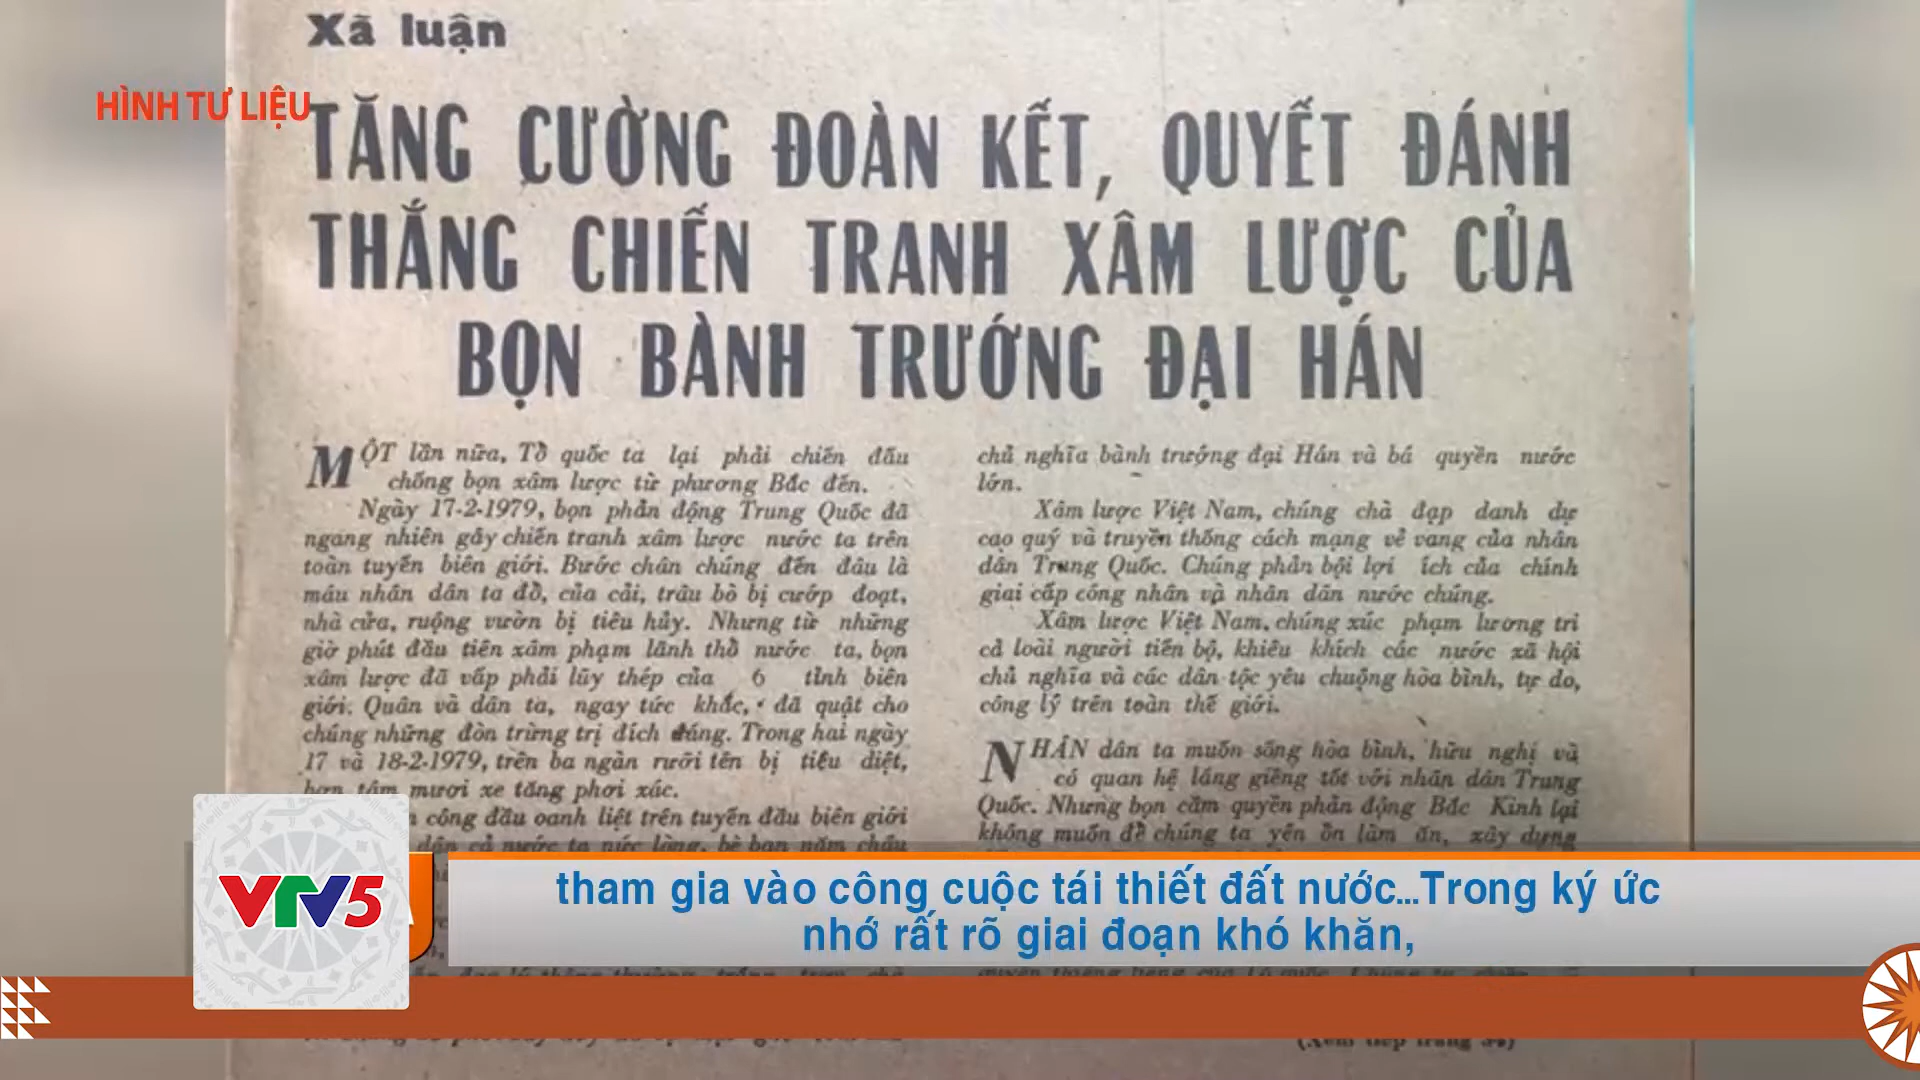 Xã luận
HÌNH TƯ LIỆU
TĂNG CƯỜNG ĐOÀN KẾT, QUYẾT ĐÁNH
THẮNG CHIẾN TRANH XÂM LƯỢC CỦA
BỌN BÀNH TRƯỚNG ĐẠI HÁN
MỘT lần nữa, Tổ quốc ta lại phải chiến đấu
chống bọn xâm lược từ phương Bắc đến.
Ngày 17-2-1979, bọn phản động Trung Quốc đã
ngang nhiên gây chiến tranh xâm lược nước ta trên
toàn tuyến biên giới. Bước chân chúng đến đâu là
máu nhân dân ta đổ, của cải, trâu bò bị cướp đoạt,
nhà cửa, ruộng vườn bị tiêu hủy. Nhưng từ những
giờ phút đầu tiên xâm phạm lãnh thổ nước ta, bọn
xâm lược đã vấp phải lũy thép của 6 tỉnh biên
giới. Quân và dân ta, ngay tức khắc, đã quật cho
chúng những đòn trừng trị đích đáng. Trong hai ngày
17 và 18-2-1979, trên ba ngàn rưỡi tên bị tiêu diệt,
hơn tám mươi xe tăng phơi xác.
công đầu oanh liệt trên tuyến đầu biên giới
dân cả nước ta nức lòng, bè bạn năm châu
chủ nghĩa bành trướng đại Hán và bá quyền nước
lớn.
Xâm lược Việt Nam, chúng chà đạp danh dự
cao quý và truyền thống cách mạng vẻ vang của nhân
dân Trung Quốc. Chúng phản bội lợi ích của chính
giai cấp công nhân và nhân dân nước chúng.
Xâm lược Việt Nam, chúng xúc phạm lương tri
cả loài người tiến bộ, khiêu khích các nước xã hội
chủ nghĩa và các dân tộc yêu chuộng hòa bình, tự do,
công lý trên toàn thế giới.
NHÂN dân ta muốn sống hòa bình, hữu nghị và
có quan hệ láng giềng tốt với nhân dân Trung
Quốc. Nhưng bọn cầm quyền phản động Bắc Kinh lại
không muốn để chúng ta yên ổn làm ăn, xây dựng
VTV5
tham gia vào công cuộc tái thiết đất nước...Trong ký ức
nhớ rất rõ giai đoạn khó khăn,